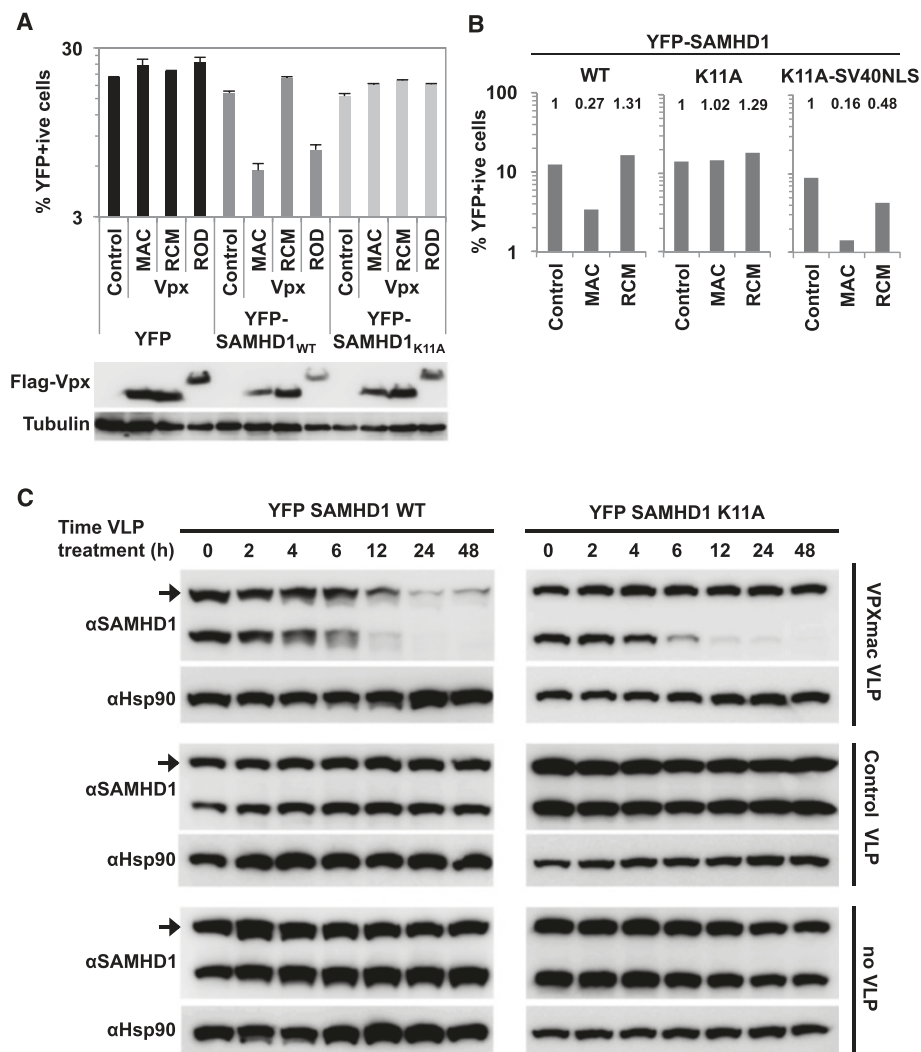 A
30
3
% YFP+ive cells
Control
MAC
RCM
ROD
Control
MAC
RCM
ROD
Control
MAC
RCM
ROD
Vpx
Vpx
Vpx
YFP
YFP-
SAMHD1WT
YFP-
SAMHD1K11A
Flag-Vpx
Tubulin
B
YFP-SAMHD1
WT
K11A
K11A-SV40NLS
100
10
1
% YFP+ive cells
1 0.27 1.31
1 1.02 1.29
1 0.16 0.48
Control
MAC
RCM
Control
MAC
RCM
Control
MAC
RCM
C
YFP SAMHD1 WT
YFP SAMHD1 K11A
Time VLP
treatment (h)
0 2 4 6 12 24 48
0 2 4 6 12 24 48
αSAMHD1
αHsp90
VPXmac VLP
αSAMHD1
αHsp90
Control VLP
αSAMHD1
αHsp90
no VLP